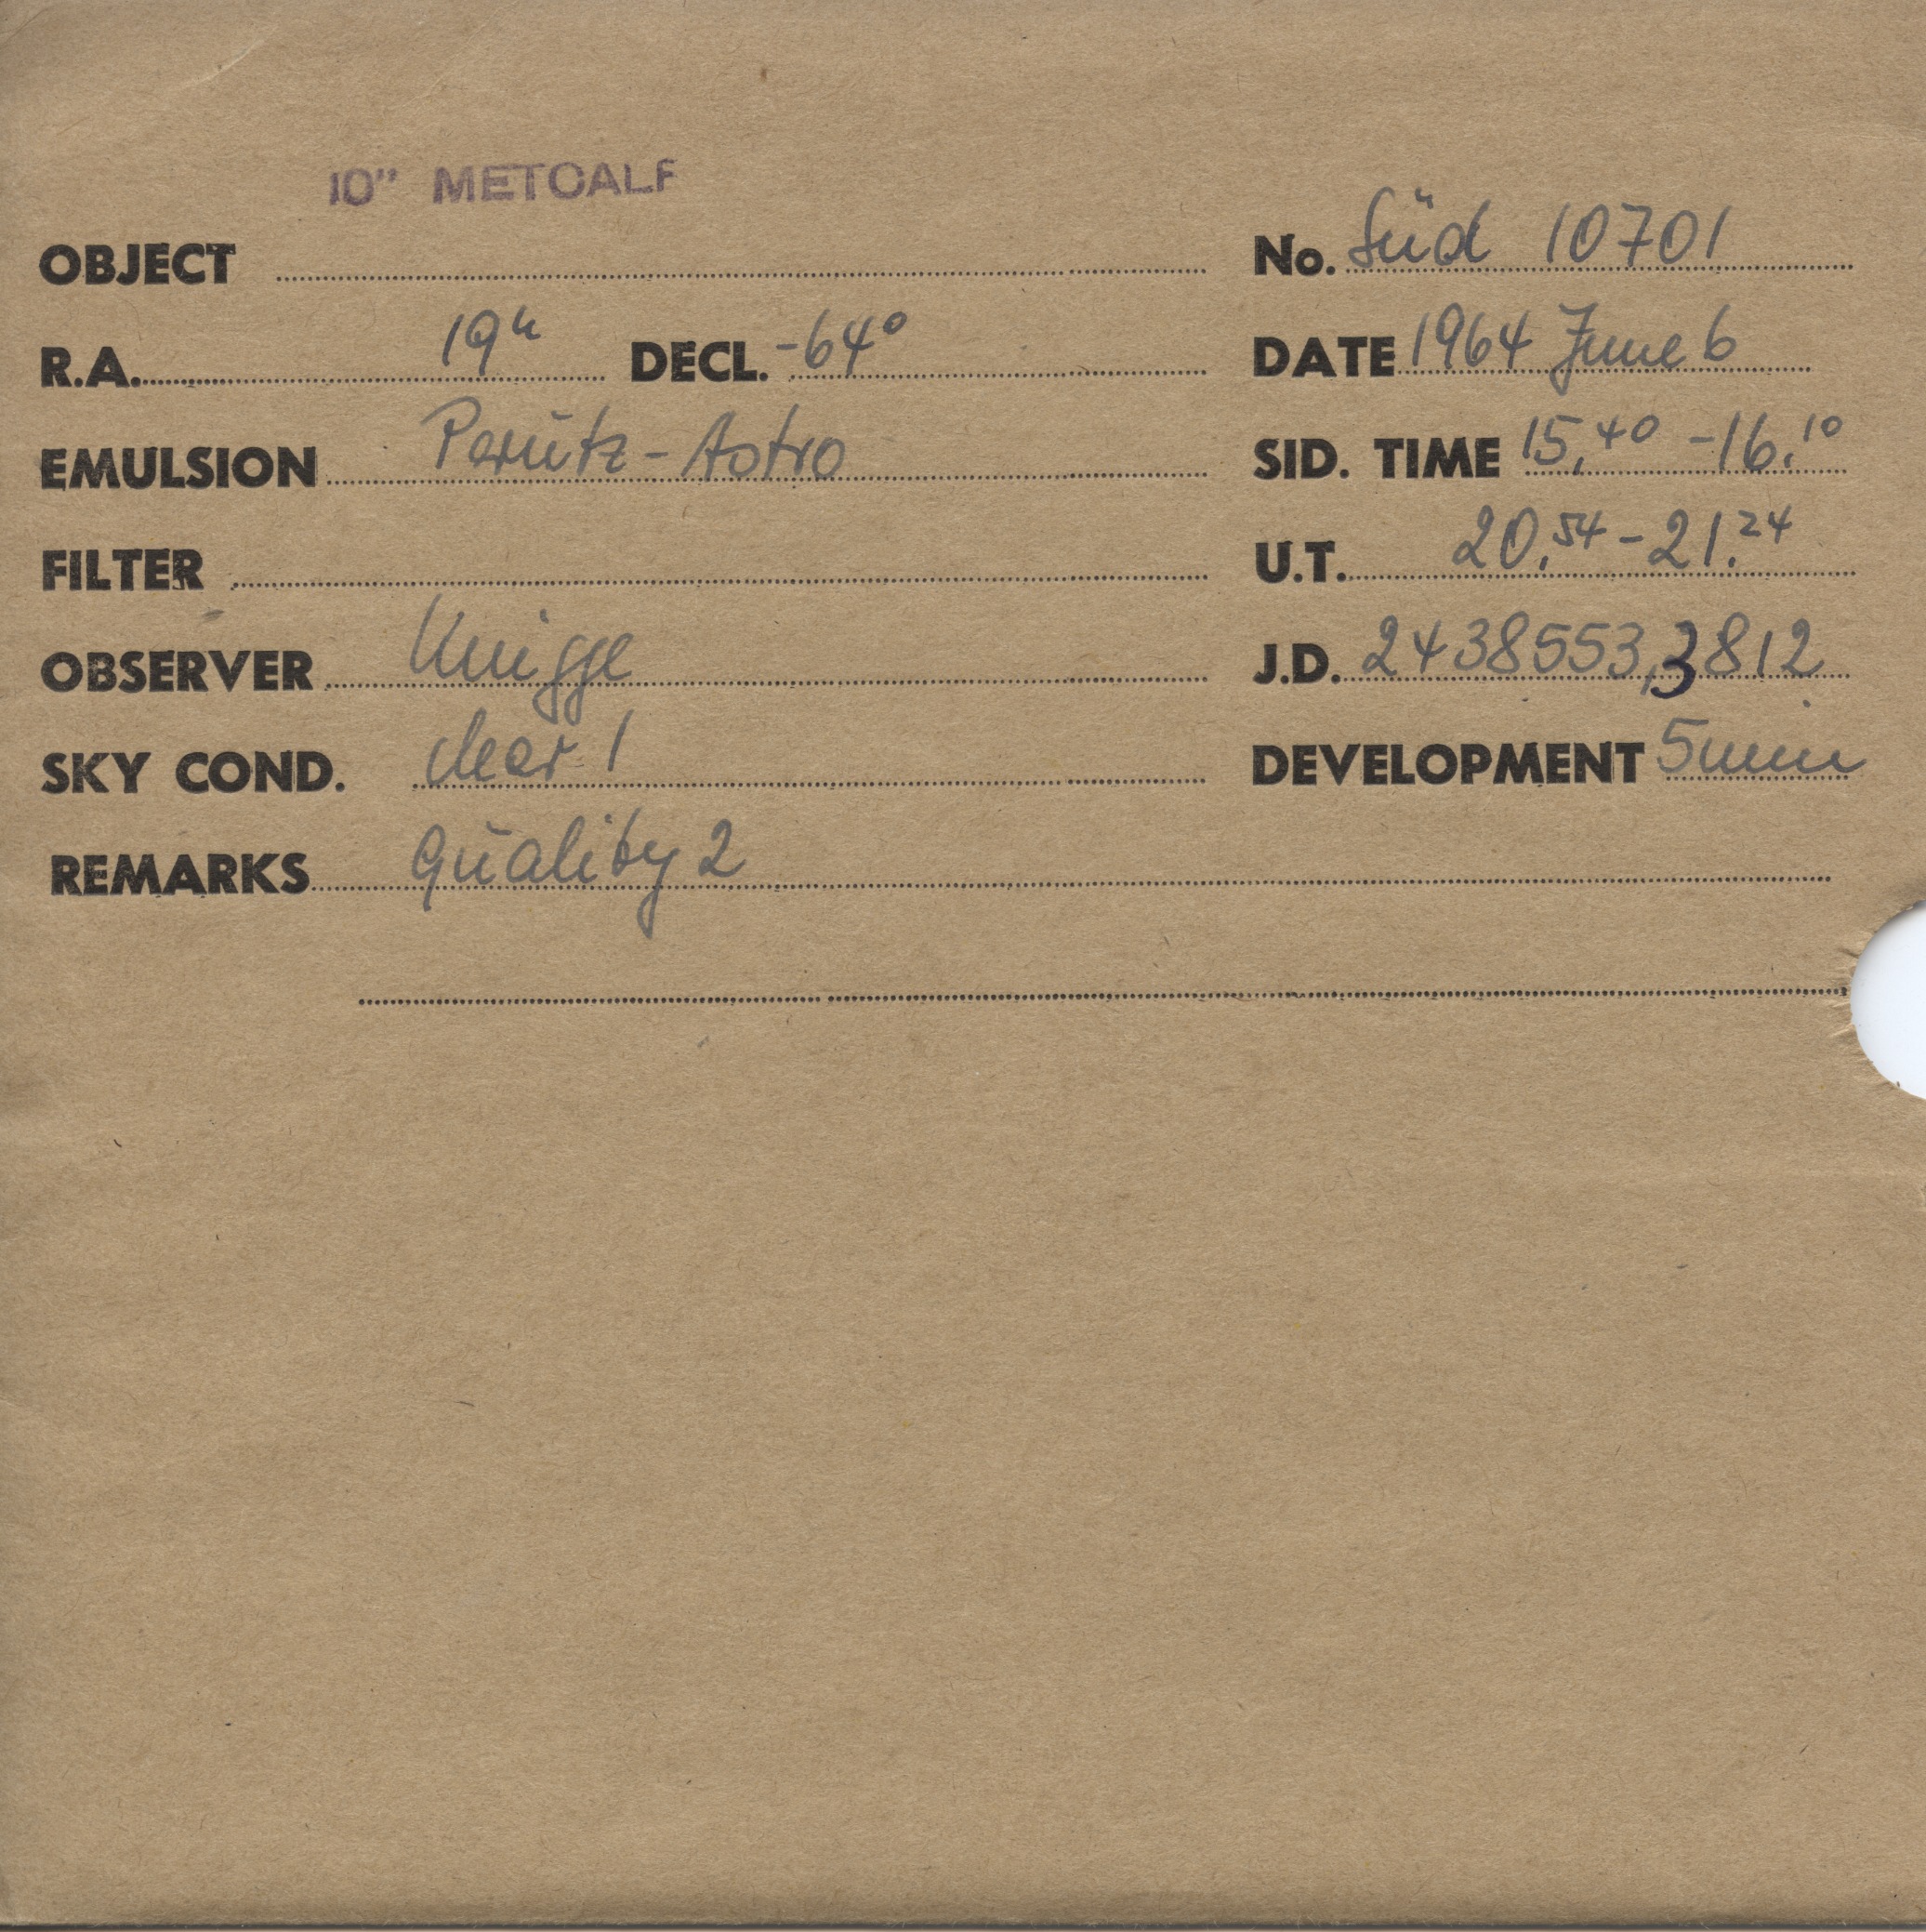 10" METCALF
OBJECT No. Süd 10701
R.A. 19h DECL. -64° DATE 1964 June 6
EMULSION Perutz-Astro SID. TIME 15.40 - 16.10
FILTER U.T. 20.54 - 21.24
OBSERVER Knigge J.D. 2438553,3812
SKY COND. clear 1 DEVELOPMENT 5 min
REMARKS Quality 2